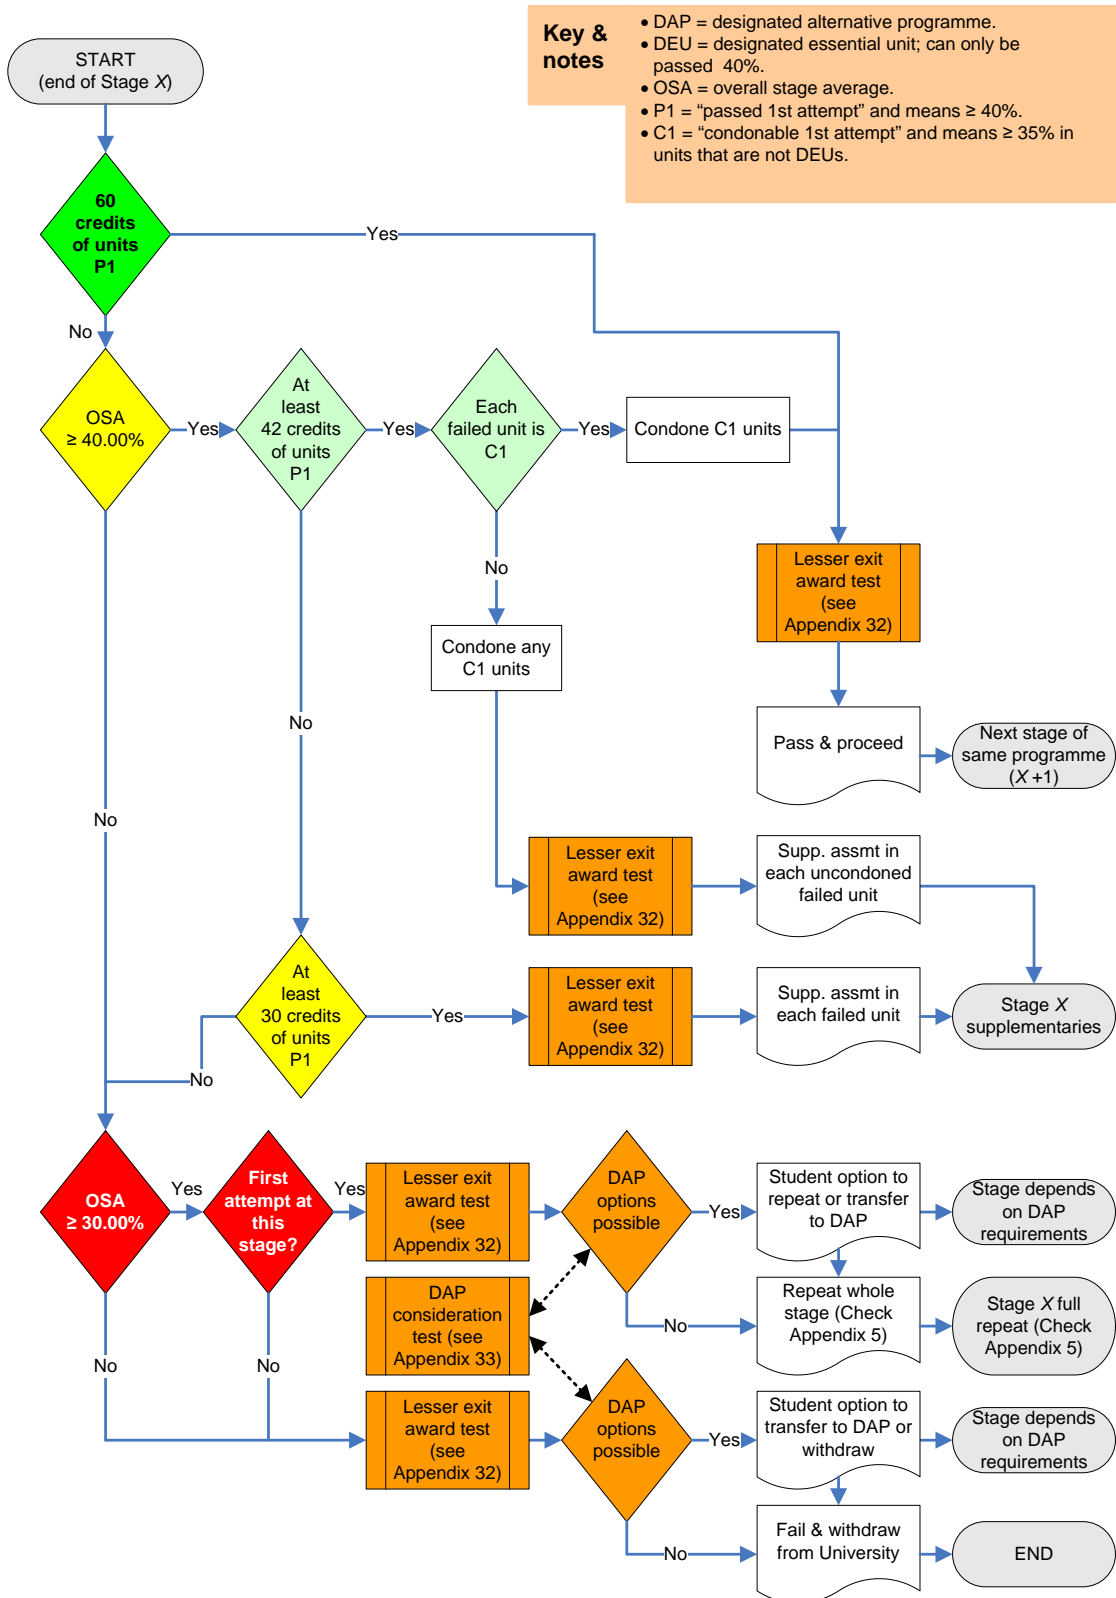 Key &
notes
• DAP = designated alternative programme.
• DEU = designated essential unit; can only be
passed  40%.
• OSA = overall stage average.
• P1 = “passed 1st attempt” and means ≥ 40%.
• C1 = “condonable 1st attempt” and means ≥ 35% in
units that are not DEUs.
START
(end of Stage X)
60
credits
of units
P1
Yes
No
OSA
≥ 40.00%
Yes
At
least
42 credits
of units
P1
Yes
Each
failed unit is
C1
Yes
Condone C1 units
No
Lesser exit
award test
(see
Appendix 32)
Condone any
C1 units
No
Pass & proceed
Next stage of
same programme
(X +1)
No
Lesser exit
award test
(see
Appendix 32)
Supp. assmt in
each uncondoned
failed unit
At
least
30 credits
of units
P1
Yes
Lesser exit
award test
(see
Appendix 32)
Supp. assmt in
each failed unit
Stage X
supplementaries
No
OSA
≥ 30.00%
Yes
First
attempt at
this
stage?
Yes
Lesser exit
award test
(see
Appendix 32)
DAP
options
possible
Yes
Student option to
repeat or transfer
to DAP
Stage depends
on DAP
requirements
DAP
consideration
test (see
Appendix 33)
No
Repeat whole
stage (Check
Appendix 5)
Stage X full
repeat (Check
Appendix 5)
No
No
Lesser exit
award test
(see
Appendix 32)
DAP
options
possible
Yes
Student option to
transfer to DAP or
withdraw
Stage depends
on DAP
requirements
No
Fail & withdraw
from University
END